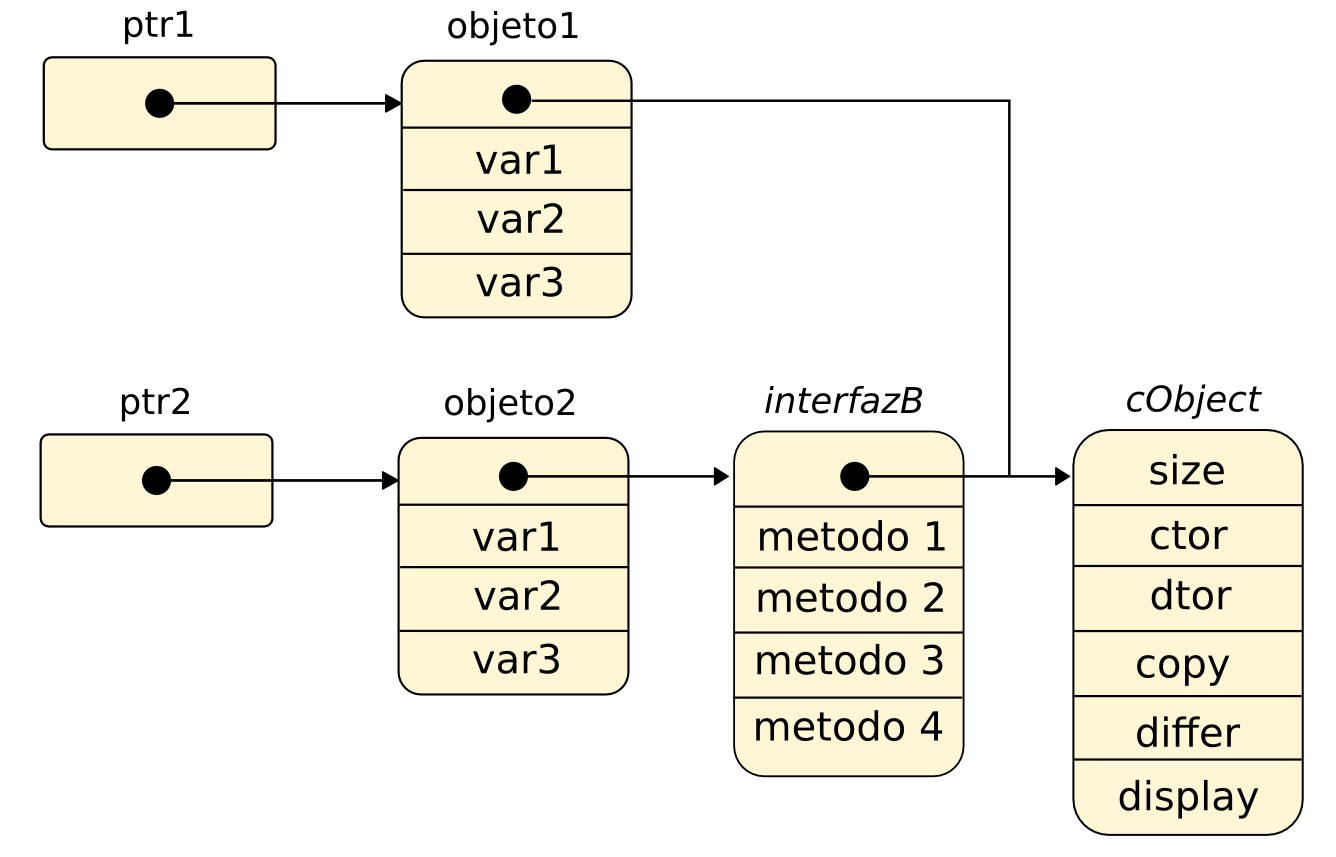 ptr1
objeto1
var1
var2
var3
ptr2
objeto2
var1
var2
var3
interfazB
metodo 1
metodo 2
metodo 3
metodo 4
cObject
size
ctor
dtor
copy
differ
display